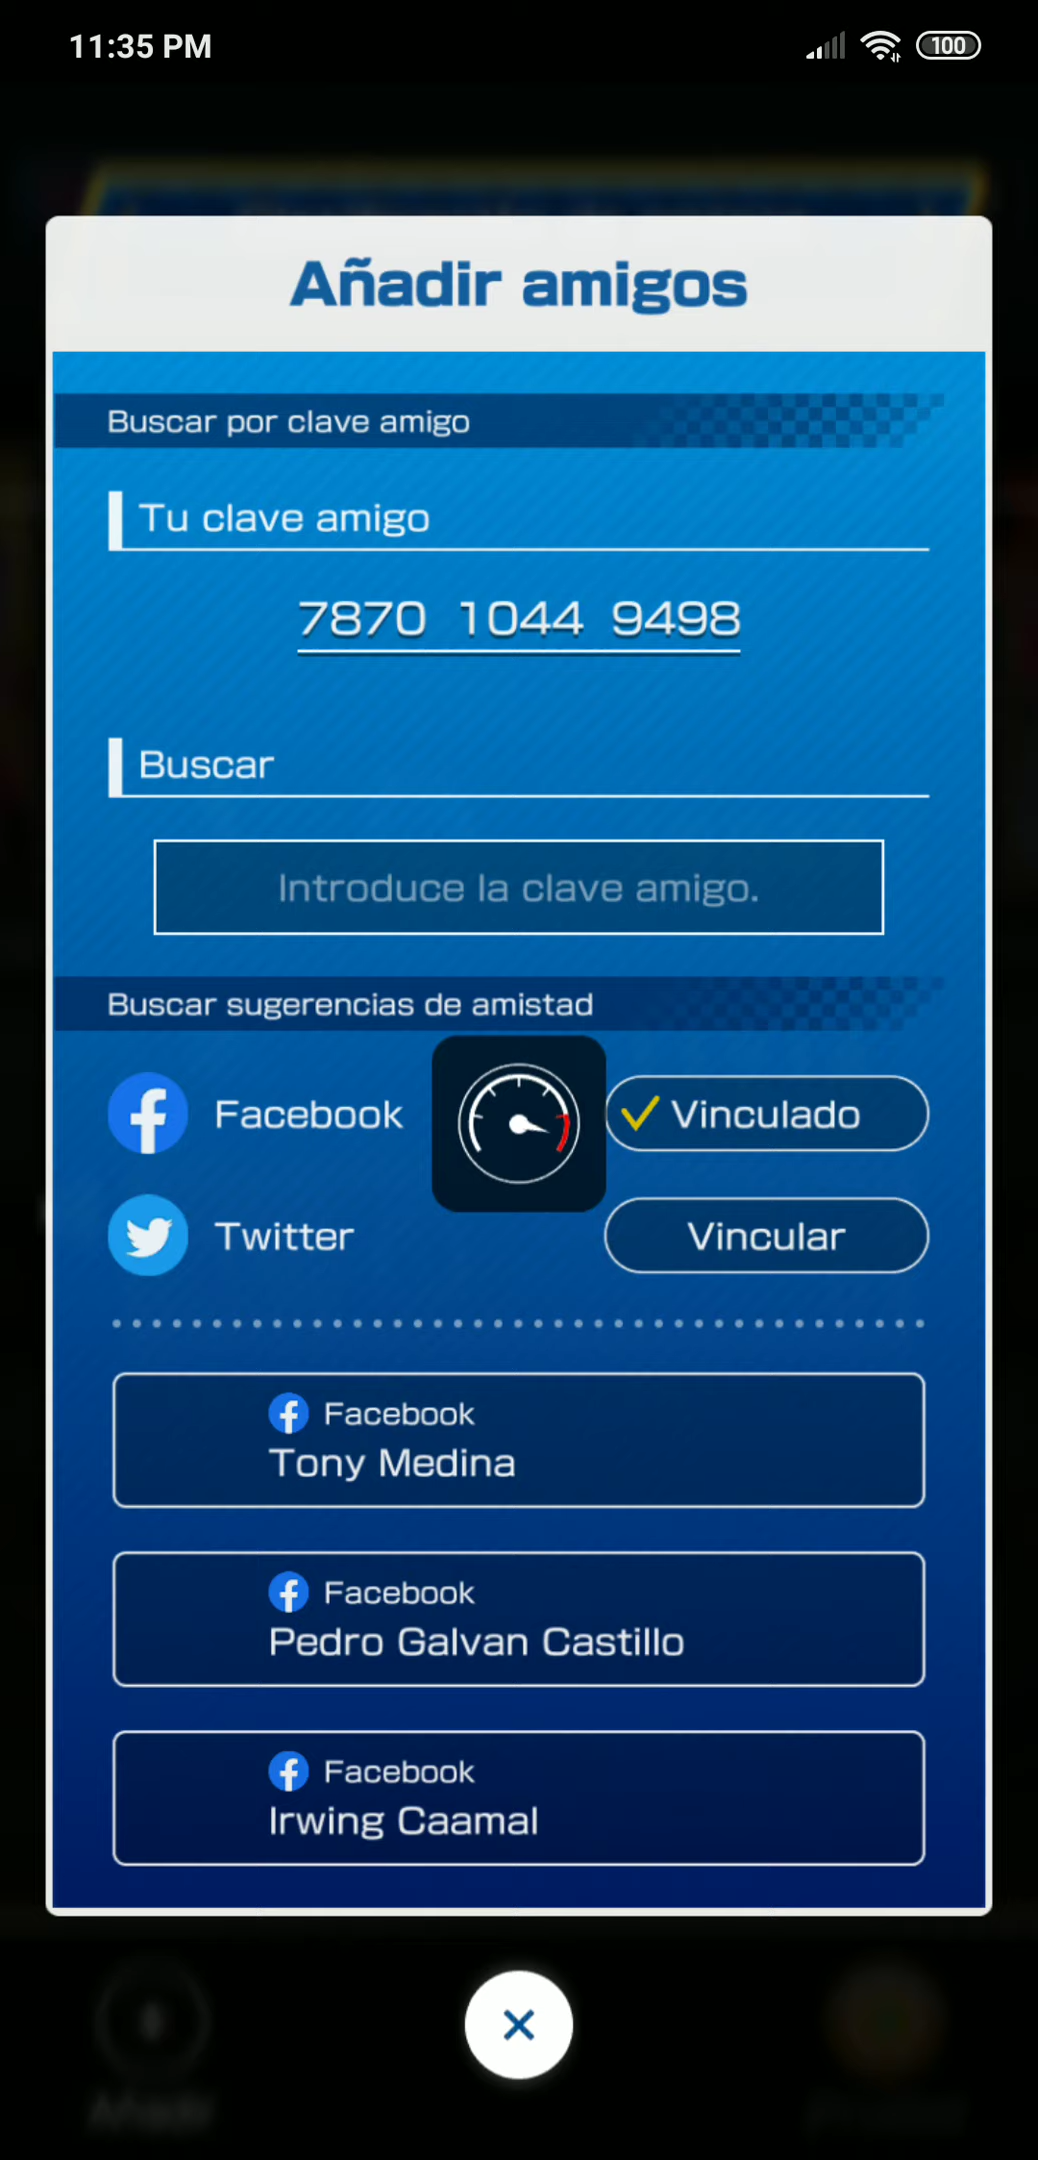 11:35 PM
100
Añadir amigos
Buscar por clave amigo
Tu clave amigo
7870 1044 9498
Buscar
Introduce la clave amigo.
Buscar sugerencias de amistad
Facebook
Vinculado
Twitter
Vincular
Facebook
Tony Medina
Facebook
Pedro Galvan Castillo
Facebook
Irwing Caamal
Añadir